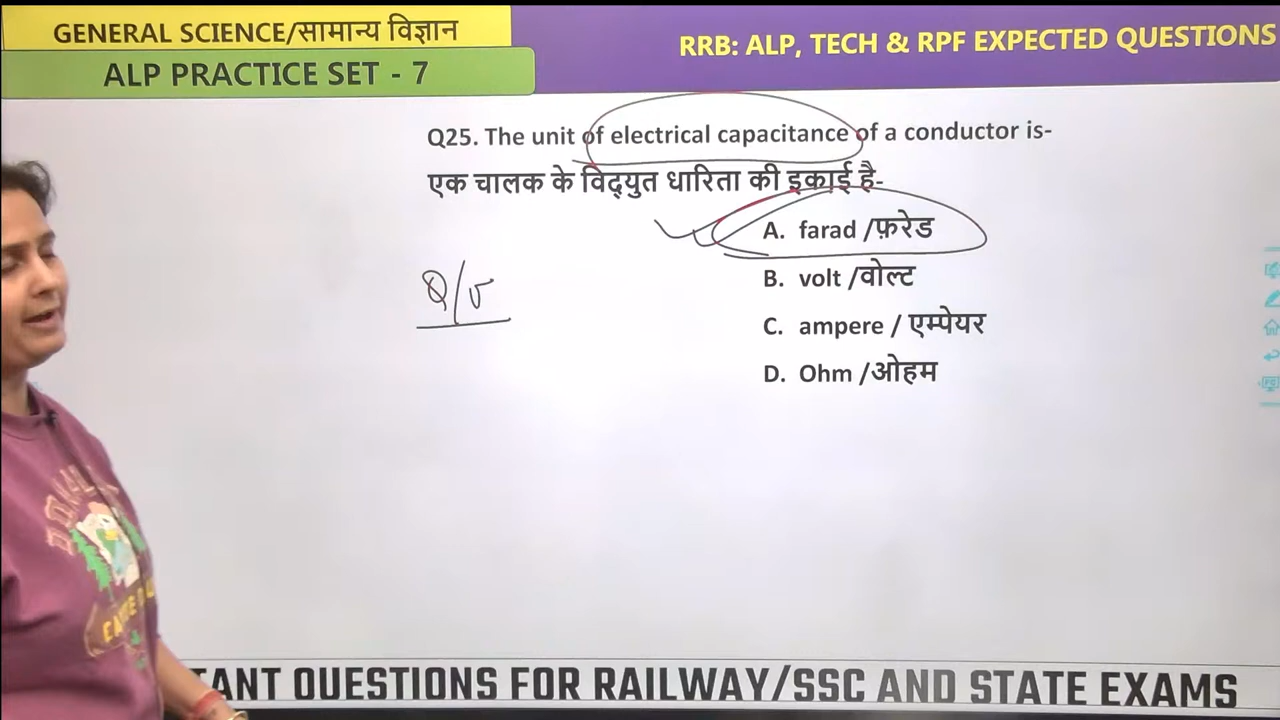 GENERAL SCIENCE/सामान्य विज्ञान
ALP PRACTICE SET - 7
RRB: ALP, TECH & RPF EXPECTED QUESTIONS
Q25. The unit of electrical capacitance of a conductor is-
एक चालक के विद्युत धारिता की इकाई है-
A. farad /फ़रेड
B. volt /वोल्ट
C. ampere / एम्पेयर
D. Ohm /ओहम
Q/v
TANT QUESTIONS FOR RAILWAY/SSC AND STATE EXAMS